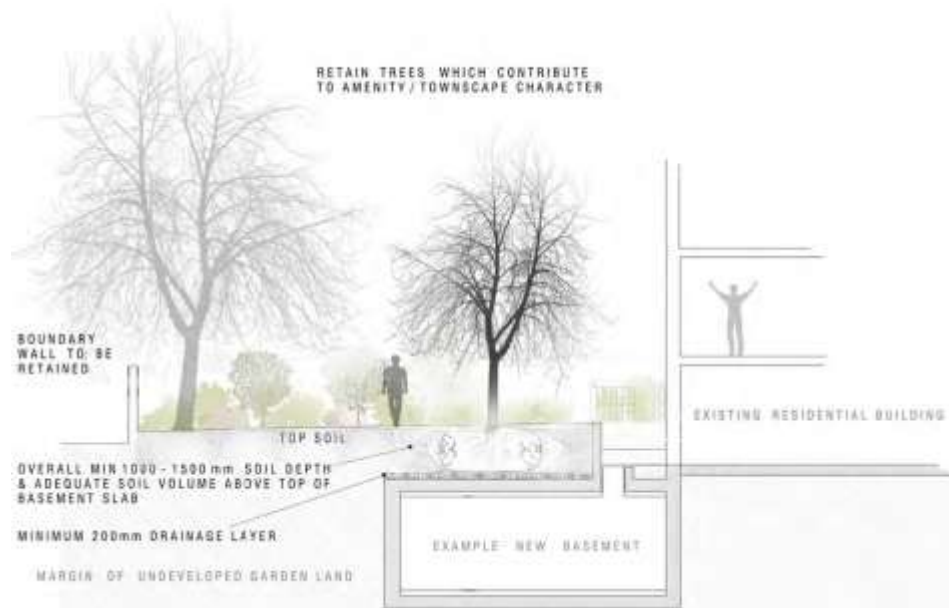 RETAIN TREES WHICH CONTRIBUTE
TO AMENITY / TOWNSCAPE CHARACTER
BOUNDARY
WALL TO BE
RETAINED
EXISTING RESIDENTIAL BUILDING
TOP SOIL
OVERALL MIN 1000 - 1500 mm SOIL DEPTH
& ADEQUATE SOIL VOLUME ABOVE TOP OF
BASEMENT SLAB
MINIMUM 200mm DRAINAGE LAYER
EXAMPLE NEW BASEMENT
MARGIN OF UNDEVELOPED GARDEN LAND